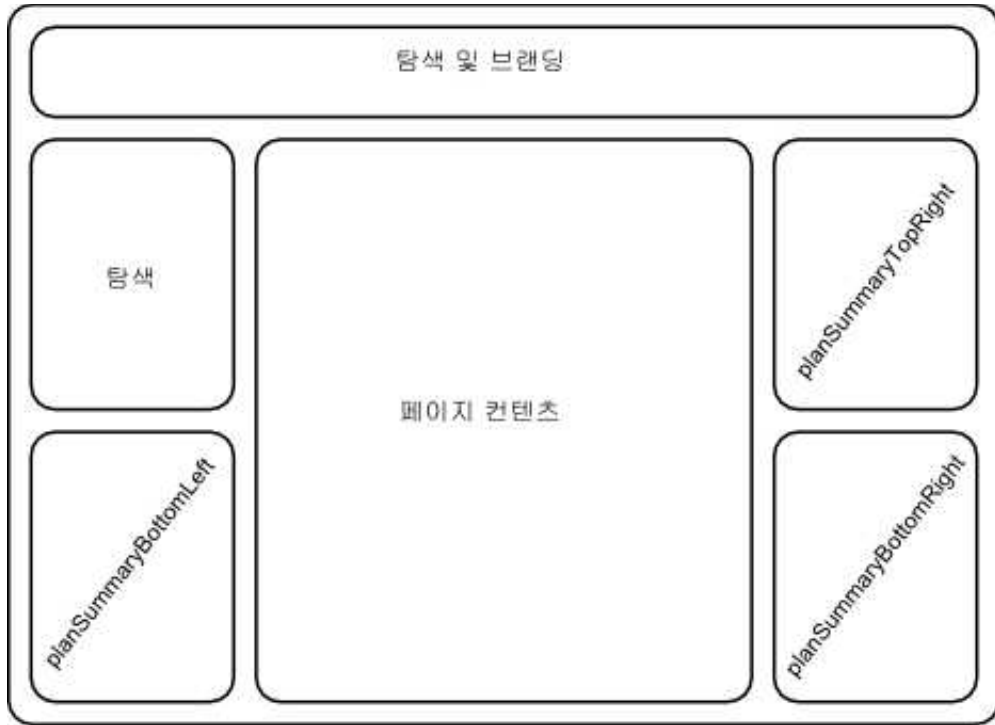 탐색 및 브랜딩
탐색
planSummaryTopRight
페이지 컨텐츠
planSummaryBottomLeft
planSummaryBottomRight